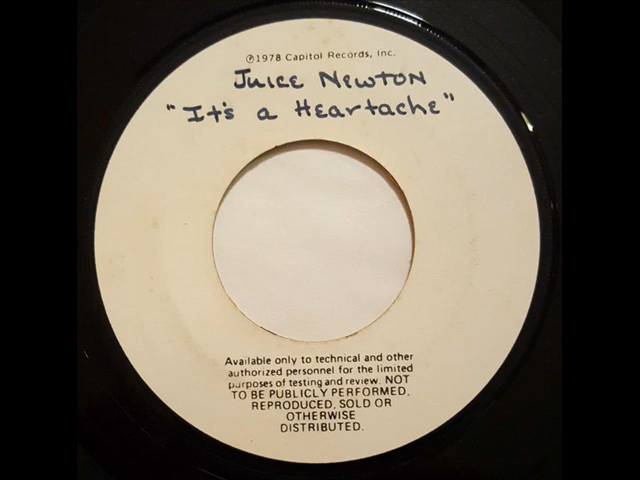 ℗1978 Capitol Records, Inc.
Juice Newton
"It's a Heartache"
Available only to technical and other
authorized personnel for the limited
purposes of testing and review. NOT
TO BE PUBLICLY PERFORMED,
REPRODUCED, SOLD OR
OTHERWISE
DISTRIBUTED.